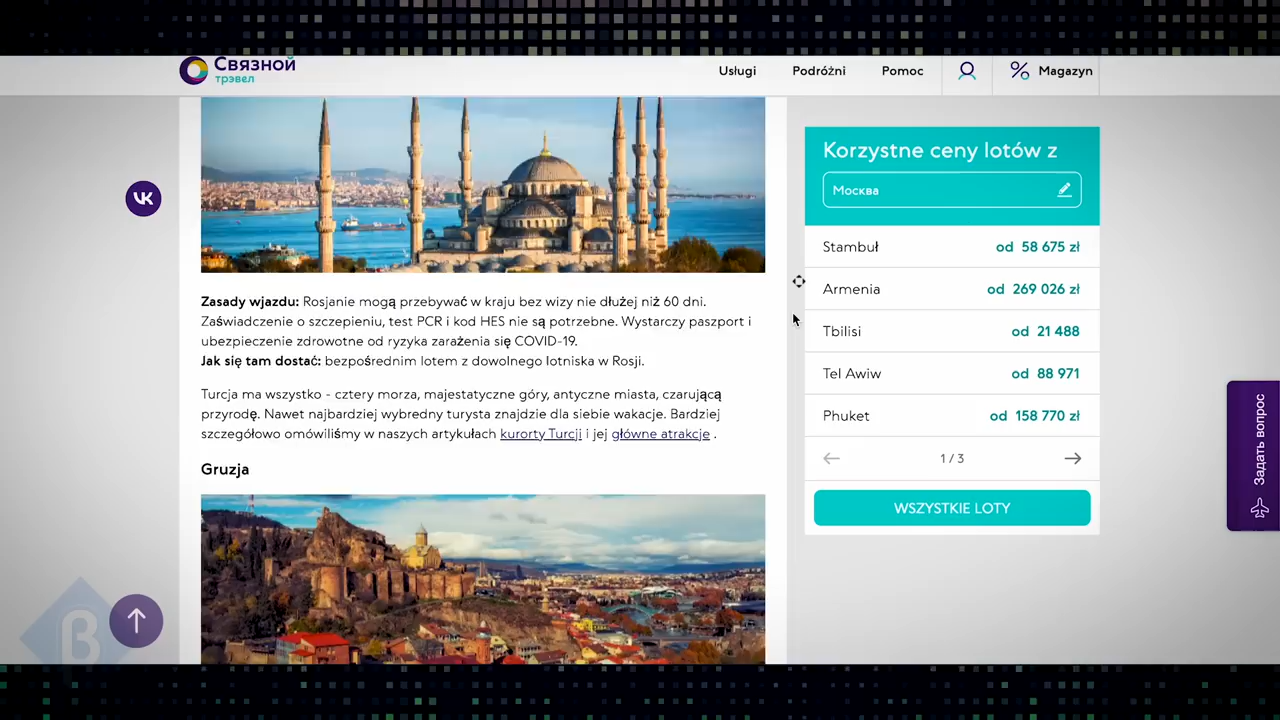 Связной
трэвел
Usługi
Podróżni
Pomoc
Magazyn
Zasady wjazdu: Rosjanie mogą przebywać w kraju bez wizy nie dłużej niż 60 dni.
Zaświadczenie o szczepieniu, test PCR i kod HES nie są potrzebne. Wystarczy paszport i
ubezpieczenie zdrowotne od ryzyka zarażenia się COVID-19.
Jak się tam dostać: bezpośrednim lotem z dowolnego lotniska w Rosji.
Turcja ma wszystko - cztery morza, majestatyczne góry, antyczne miasta, czarującą
przyrodę. Nawet najbardziej wybredny turysta znajdzie dla siebie wakacje. Bardziej
szczegółowo omówiliśmy w naszych artykułach kurorty Turcji i jej główne atrakcje .
Gruzja
Korzystne ceny lotów z
Москва
Stambuł od 58 675 zł
Armenia od 269 026 zł
Tbilisi od 21 488
Tel Awiw od 88 971
Phuket od 158 770 zł
1 / 3
WSZYSTKIE LOTY
Задать вопрос
β